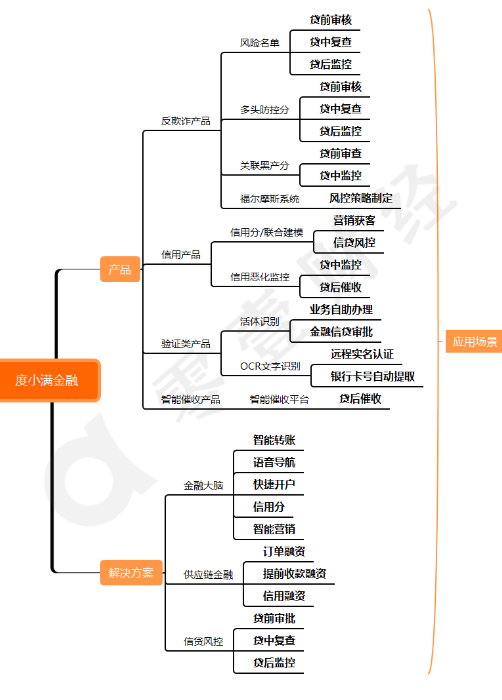 度小满金融
产品
反欺诈产品
风险名单
贷前审核
贷中复查
贷后监控
多头防控分
贷前审核
贷中复查
贷后监控
关联黑产分
贷前审查
贷中监控
福尔摩斯系统
风控策略制定
信用产品
信用分/联合建模
营销获客
信贷风控
信用恶化监控
贷中监控
贷后催收
验证类产品
活体识别
业务自助办理
金融信贷审批
OCR文字识别
远程实名认证
银行卡号自动提取
智能催收产品
智能催收平台
贷后催收
解决方案
金融大脑
智能转账
语音导航
快捷开户
信用分
智能营销
供应链金融
订单融资
提前收款融资
信用融资
信贷风控
贷前审批
贷中复查
贷后监控
应用场景
零壹财经